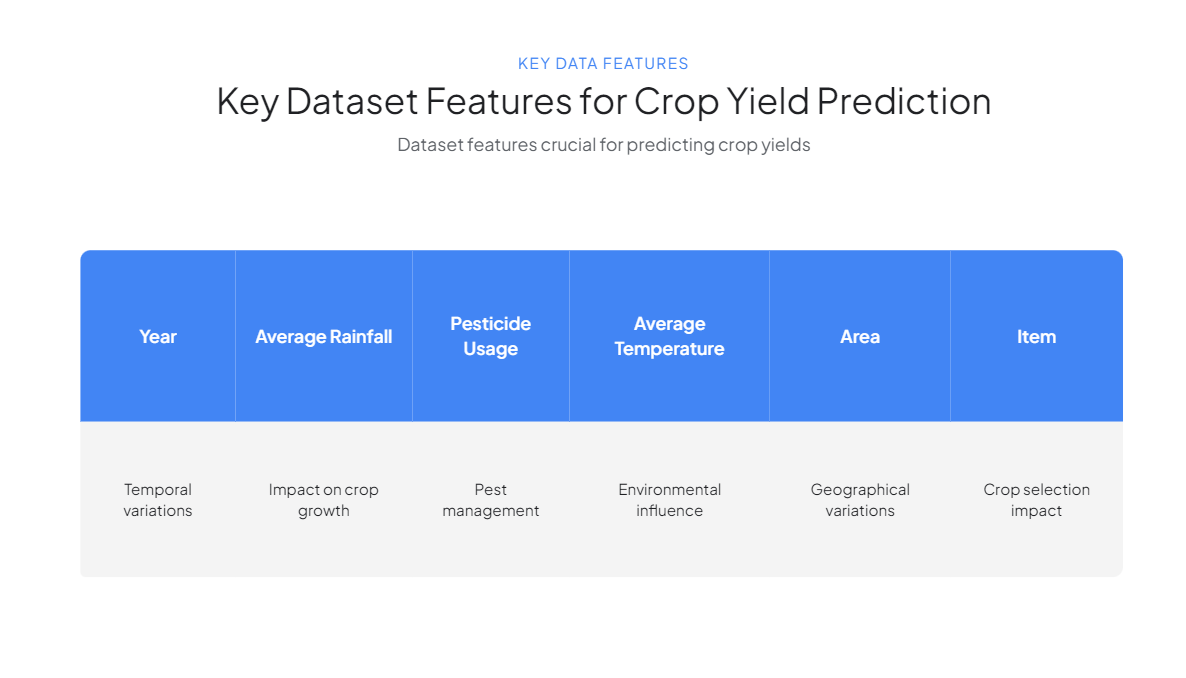 KEY DATA FEATURES
Key Dataset Features for Crop Yield Prediction
Dataset features crucial for predicting crop yields
Year
Average Rainfall
Pesticide
Usage
Average
Temperature
Area
Item
Temporal
variations
Impact on crop
growth
Pest
management
Environmental
influence
Geographical
variations
Crop selection
impact